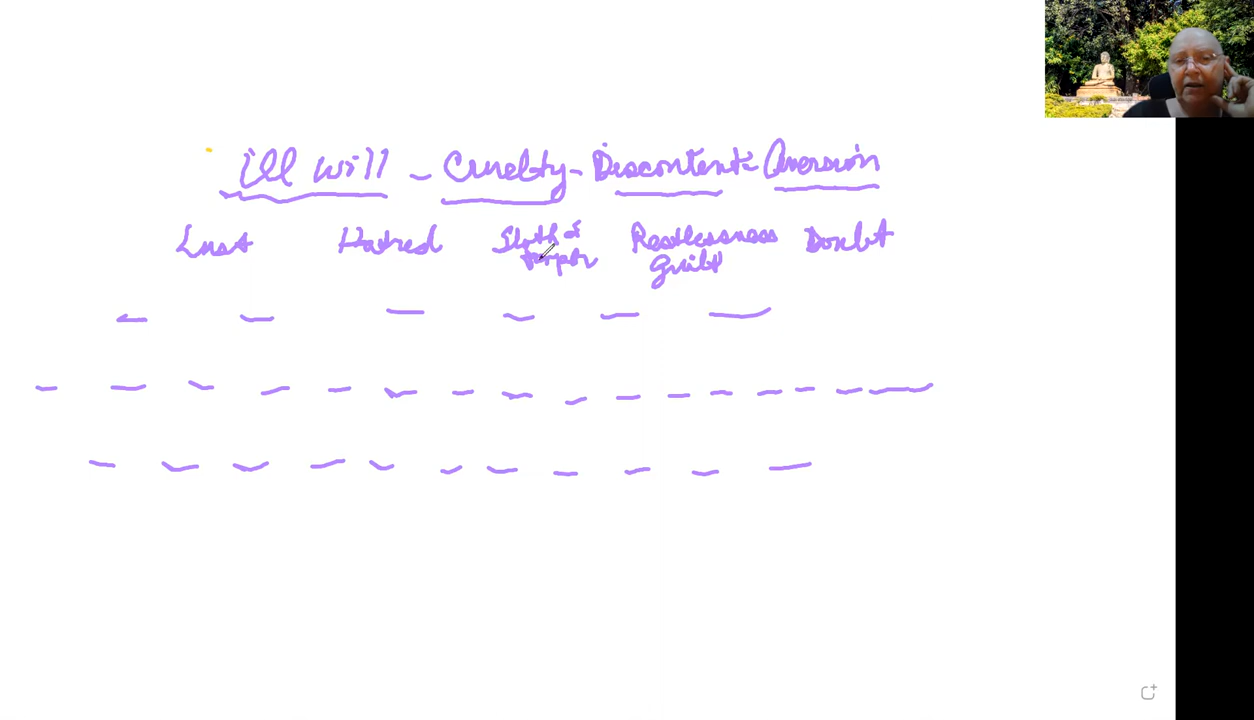 ill will - Cruelty - Discontent - Aversion
Lust Hatred Sloth & Restlessness Doubt
torpor guilt